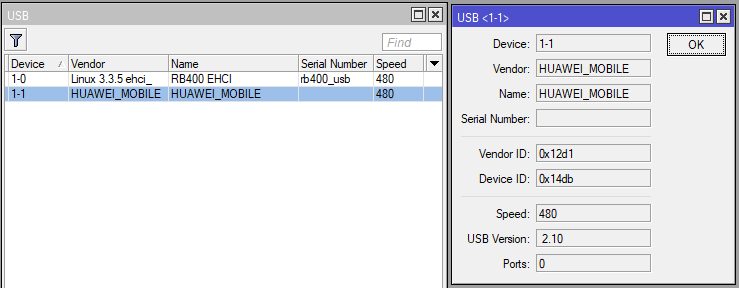 USB
Find
Device Vendor Name Serial Number Speed
1-0 Linux 3.3.5 ehci_ RB400 EHCI rb400_usb 480
1-1 HUAWEI_MOBILE HUAWEI_MOBILE 480
USB <1-1>
Device: 1-1
OK
Vendor: HUAWEI_MOBILE
Name: HUAWEI_MOBILE
Serial Number:
Vendor ID: 0x12d1
Device ID: 0x14db
Speed: 480
USB Version: 2.10
Ports: 0